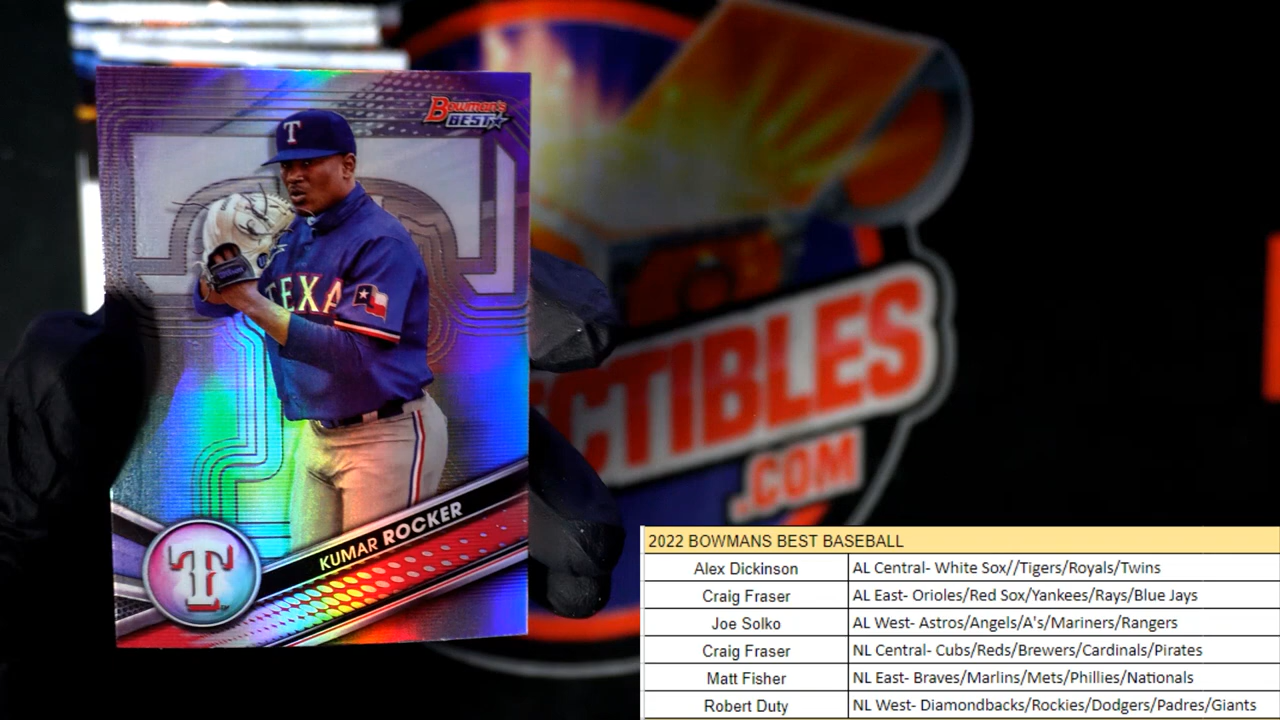 Bowman's
BEST
T
TEXA
KUMAR ROCKER
T
CTIBLES
.COM
2022 BOWMANS BEST BASEBALL
Alex Dickinson AL Central- White Sox//Tigers/Royals/Twins
Craig Fraser AL East- Orioles/Red Sox/Yankees/Rays/Blue Jays
Joe Solko AL West- Astros/Angels/A's/Mariners/Rangers
Craig Fraser NL Central- Cubs/Reds/Brewers/Cardinals/Pirates
Matt Fisher NL East- Braves/Marlins/Mets/Phillies/Nationals
Robert Duty NL West- Diamondbacks/Rockies/Dodgers/Padres/Giants